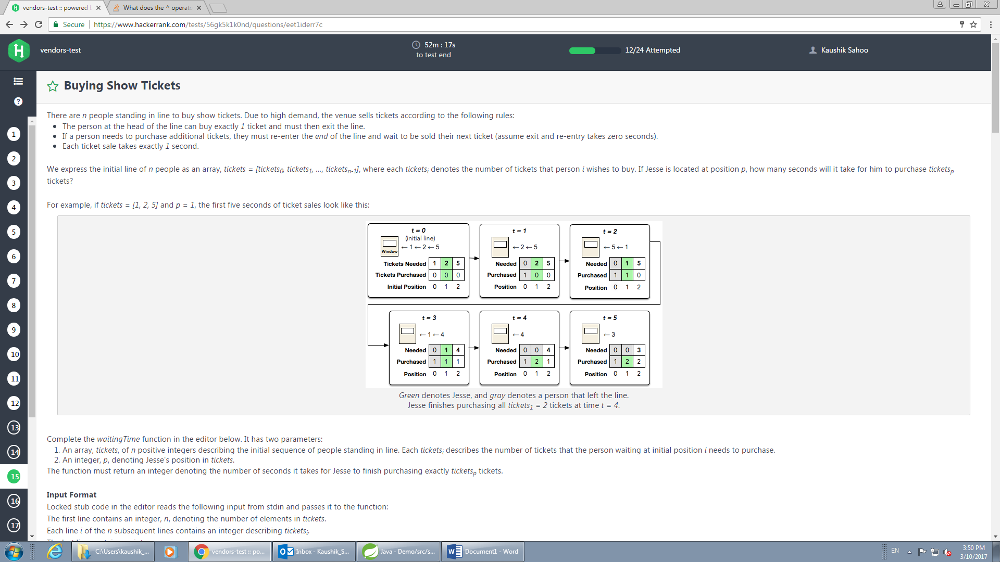 vendors-test :: powered
What does the ^ operat
Secure
https://www.hackerrank.com/tests/56gk5k1k0nd/questions/eet1iderr7c
H
vendors-test
52m : 17s
to test end
12/24 Attempted
Kaushik Sahoo
?
1
2
3
4
5
6
7
8
9
10
11
12
13
14
15
16
17
Buying Show Tickets
There are n people standing in line to buy show tickets. Due to high demand, the venue sells tickets according to the following rules:
• The person at the head of the line can buy exactly 1 ticket and must then exit the line.
• If a person needs to purchase additional tickets, they must re-enter the end of the line and wait to be sold their next ticket (assume exit and re-entry takes zero seconds).
• Each ticket sale takes exactly 1 second.
We express the initial line of n people as an array, tickets = [tickets0, tickets1, ..., ticketsn-1], where each ticketsi denotes the number of tickets that person i wishes to buy. If Jesse is located at position p, how many seconds will it take for him to purchase ticketsp
tickets?
For example, if tickets = [1, 2, 5] and p = 1, the first five seconds of ticket sales look like this:
t = 0
(initial line)
Window
←1←2←5
Tickets Needed 1 2 5
Tickets Purchased 0 0 0
Initial Position 0 1 2
t = 1
←2←5
Needed 0 2 5
Purchased 1 0 0
Position 0 1 2
t = 2
←5←1
Needed 0 1 5
Purchased 1 1 0
Position 0 1 2
t = 3
←1←4
Needed 0 1 4
Purchased 1 1 1
Position 0 1 2
t = 4
←4
Needed 0 0 4
Purchased 1 2 1
Position 0 1 2
t = 5
←3
Needed 0 0 3
Purchased 1 2 2
Position 0 1 2
Green denotes Jesse, and gray denotes a person that left the line.
Jesse finishes purchasing all tickets1 = 2 tickets at time t = 4.
Complete the waitingTime function in the editor below. It has two parameters:
1. An array, tickets, of n positive integers describing the initial sequence of people standing in line. Each ticketsi describes the number of tickets that the person waiting at initial position i needs to purchase.
2. An integer, p, denoting Jesse's position in tickets.
The function must return an integer denoting the number of seconds it takes for Jesse to finish purchasing exactly ticketsp tickets.
Input Format
Locked stub code in the editor reads the following input from stdin and passes it to the function:
The first line contains an integer, n, denoting the number of elements in tickets.
Each line i of the n subsequent lines contains an integer describing ticketsi.
C:\Users\kaushik_...
vendors-test :: po...
Inbox - Kaushik_S...
Java - Demo/src/s...
Document1 - Word
EN
3:50 PM
3/10/2017